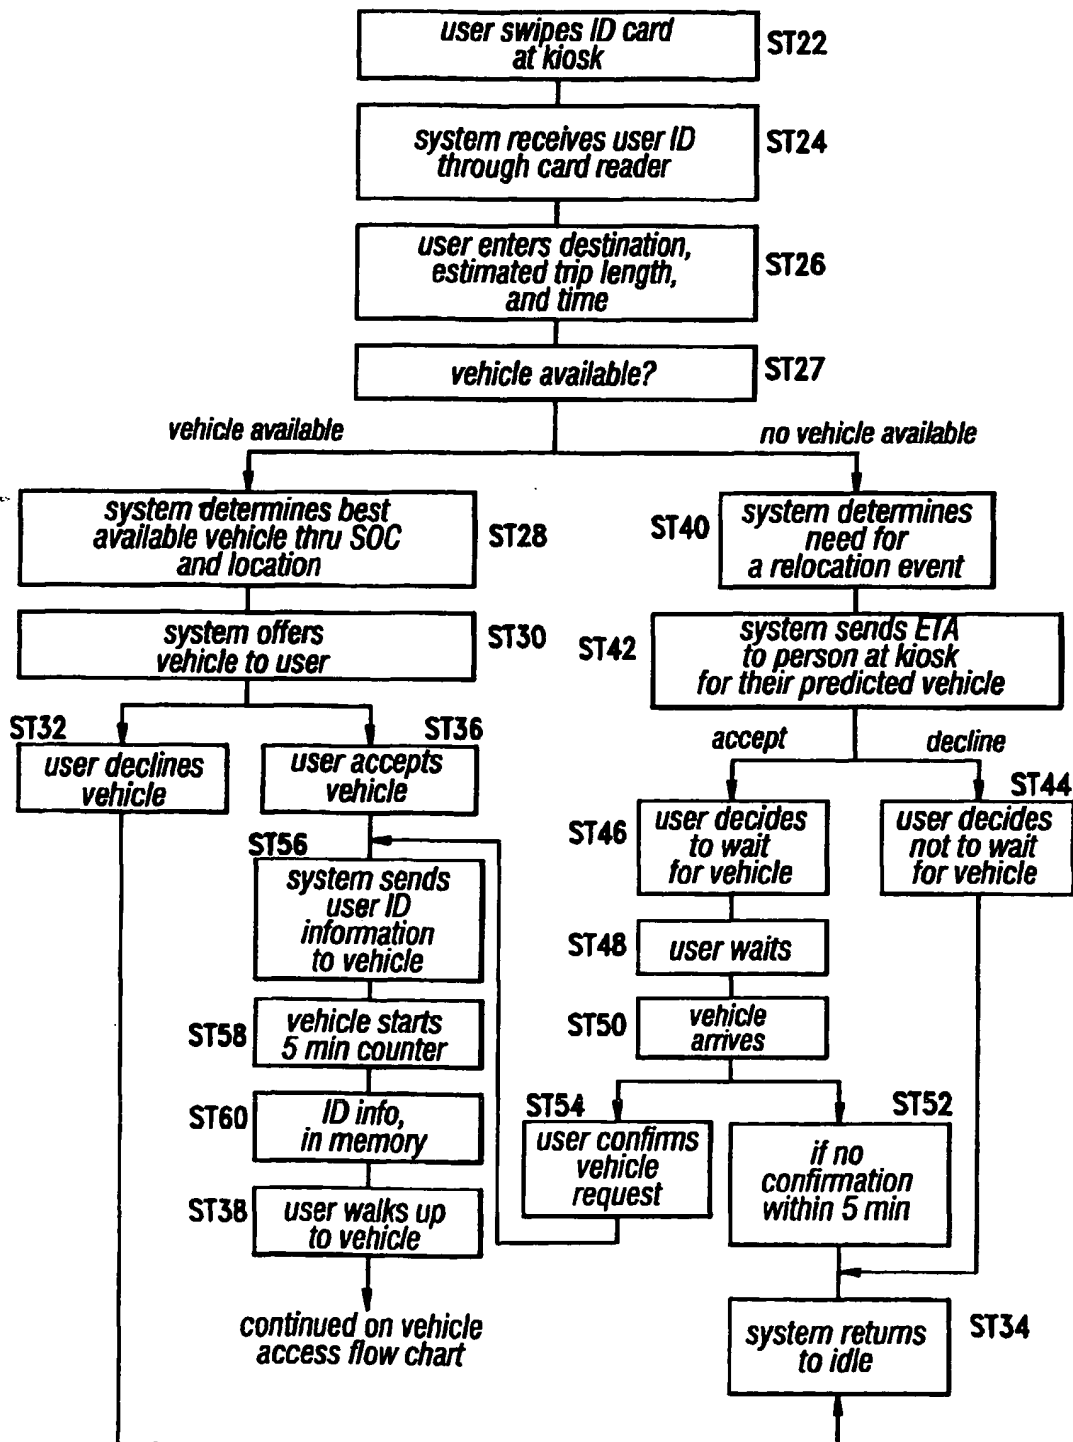 user swipes ID card
at kiosk
ST22
system receives user ID
through card reader
ST24
user enters destination,
estimated trip length,
and time
ST26
vehicle available?
ST27
vehicle available
no vehicle available
system determines best
available vehicle thru SOC
and location
ST28
ST40
system determines
need for
a relocation event
system offers
vehicle to user
ST30
ST42
system sends ETA
to person at kiosk
for their predicted vehicle
ST32
user declines
vehicle
ST36
user accepts
vehicle
accept
decline
ST46
user decides
to wait
for vehicle
ST44
user decides
not to wait
for vehicle
ST56
system sends
user ID
information
to vehicle
ST48
user waits
ST58
vehicle starts
5 min counter
ST50
vehicle
arrives
ST60
ID info,
in memory
ST54
user confirms
vehicle
request
ST52
if no
confirmation
within 5 min
ST38
user walks up
to vehicle
continued on vehicle
access flow chart
system returns
to idle
ST34